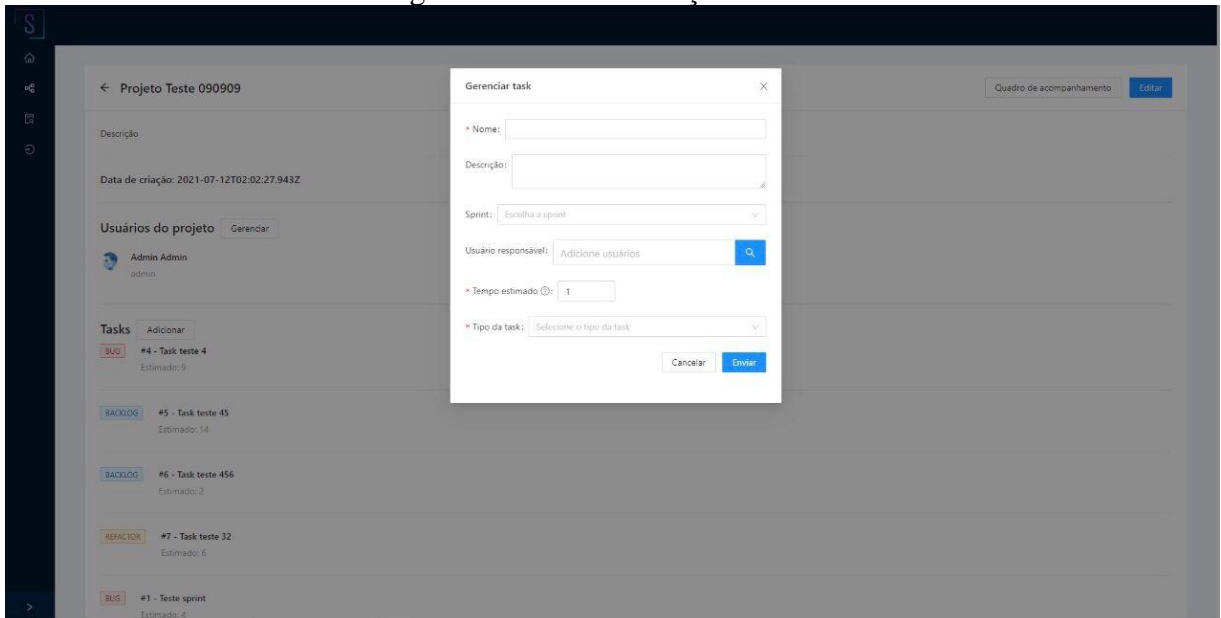 S
← Projeto Teste 090909
Quadro de acompanhamento
Editar
Descrição
Data de criação: 2021-07-12T02:02:27.943Z
Usuários do projeto Gerenciar
Admin Admin
admin
Tasks Adicionar
BUG #4 - Task teste 4
Estimado: 9
BACKLOG #5 - Task teste 45
Estimado: 14
BACKLOG #6 - Task teste 456
Estimado: 2
REFACTOR #7 - Task teste 32
Estimado: 6
BUG #1 - Teste sprint
Estimado: 4
Gerenciar task
* Nome:
Descrição:
Sprint: Escolha a sprint
Usuário responsável: Adicione usuários
* Tempo estimado : 1
* Tipo da task: Selecione o tipo da task
Cancelar Enviar